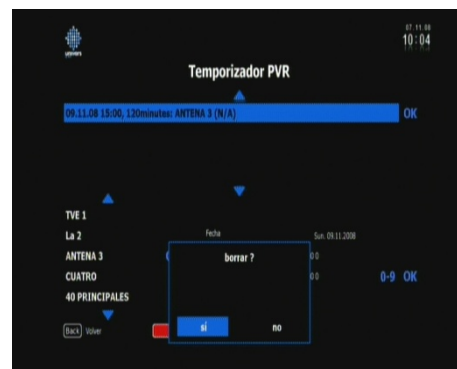 univers
07.11.08
10:04
Temporizador PVR
09.11.08 15:00, 120minutes: ANTENA 3 (N/A) OK
TVE 1
La 2
Fecha Sun. 09.11.2008
ANTENA 3
borrar ?
CUATRO
0-9 OK
40 PRINCIPALES
Back Volver
sí no